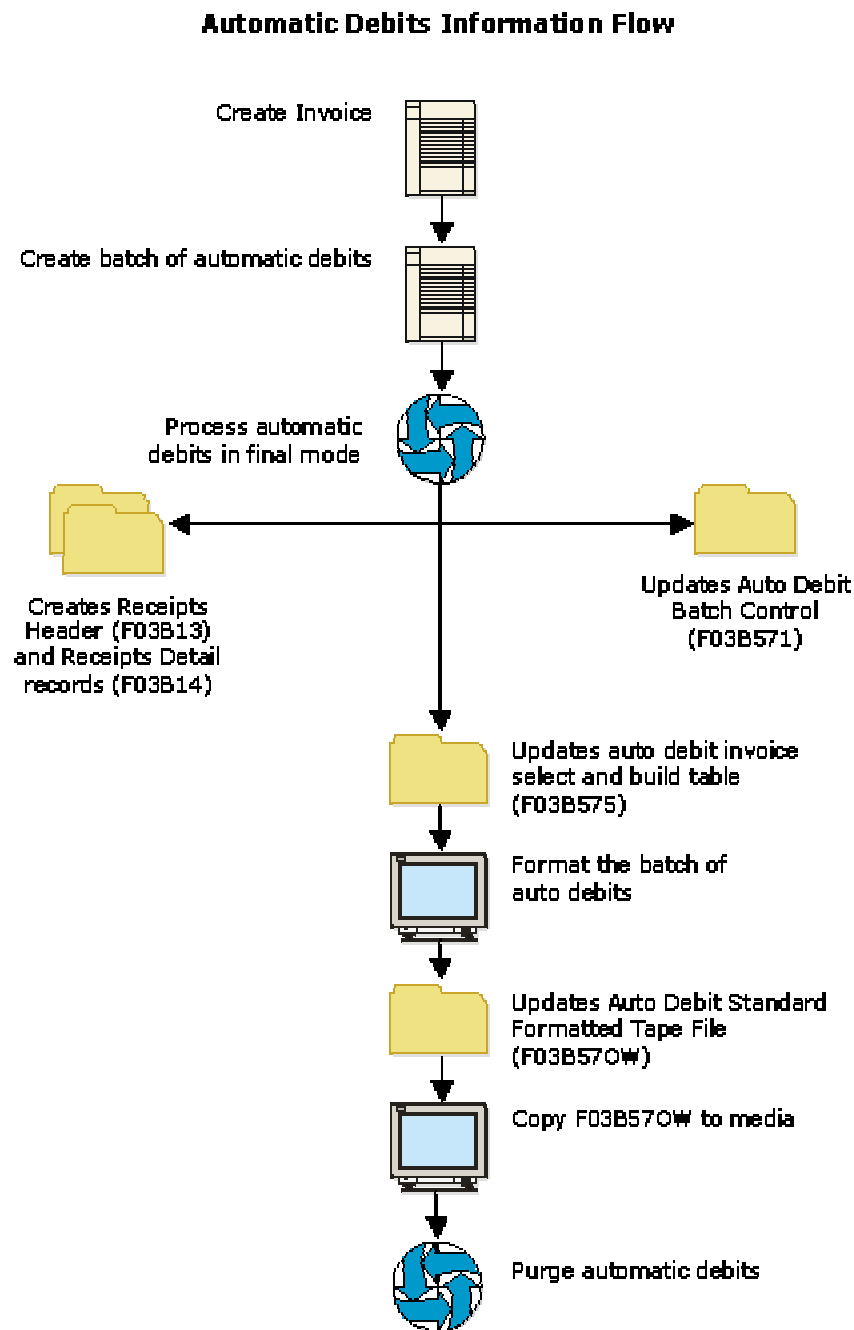 Automatic Debits Information Flow
Create Invoice
Create batch of automatic debits
Process automatic
debits in final mode
Creates Receipts
Header (F03B13)
and Receipts Detail
records (F03B14)
Updates Auto Debit
Batch Control
(F03B571)
Updates auto debit invoice
select and build table
(F03B575)
Format the batch of
auto debits
Updates Auto Debit Standard
Formatted Tape File
(F03B57OW)
Copy F03B57OW to media
Purge automatic debits